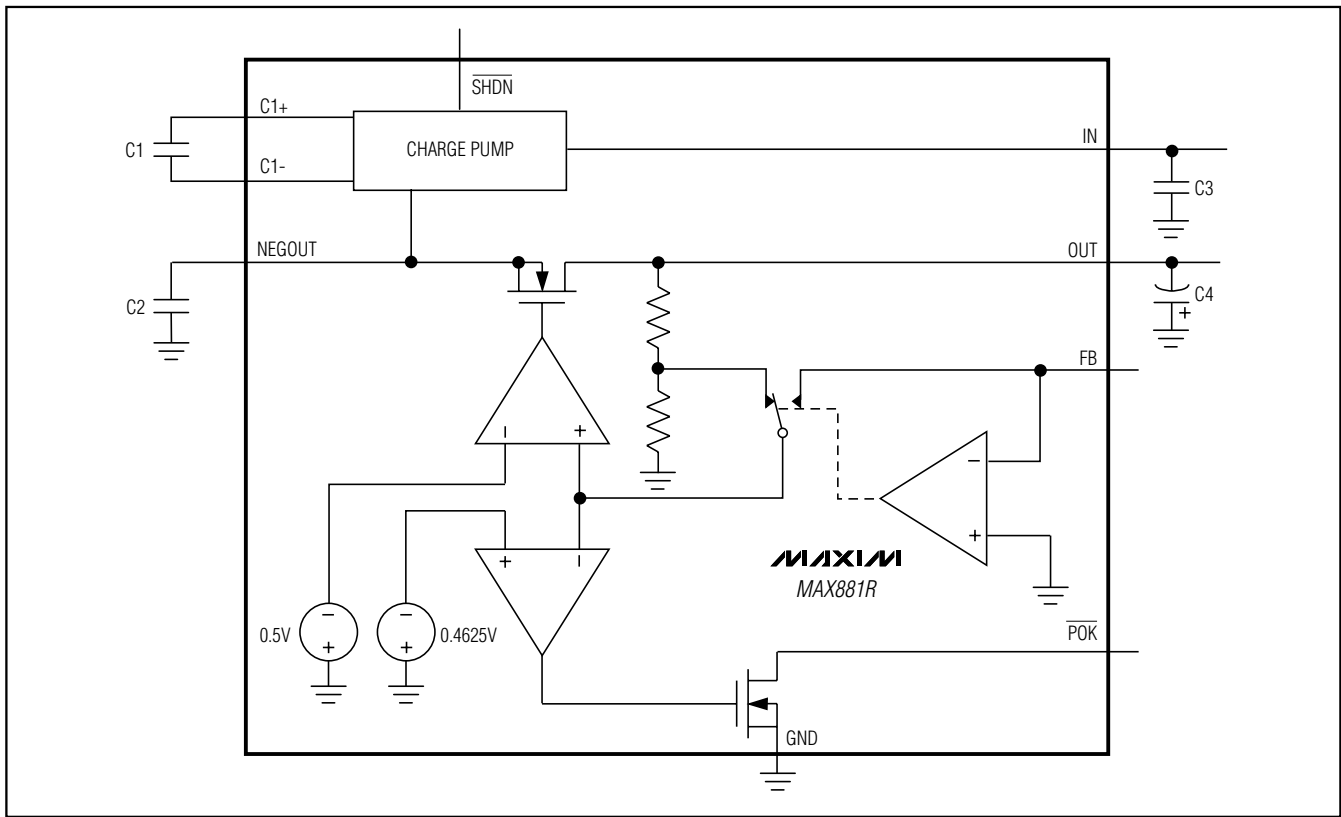 SHDN
C1+
C1
C1-
CHARGE PUMP
IN
C3
NEGOUT
OUT
C2
C4
+
FB
− +
−
+
+ −
MAXIM
MAX881R
0.5V
−
+
−
+
0.4625V
POK
GND